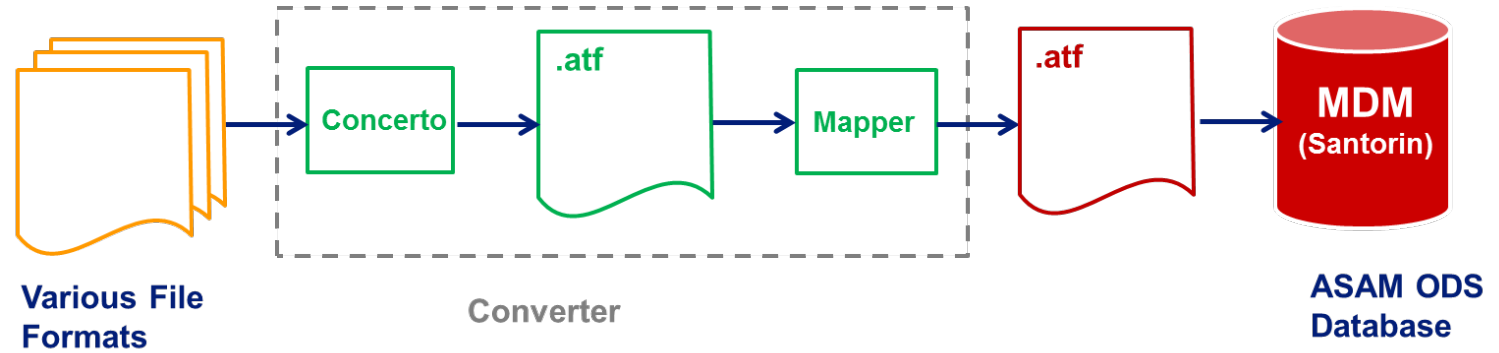 Various File
Formats
Concerto
.atf
Mapper
Converter
.atf
MDM
(Santorin)
ASAM ODS
Database